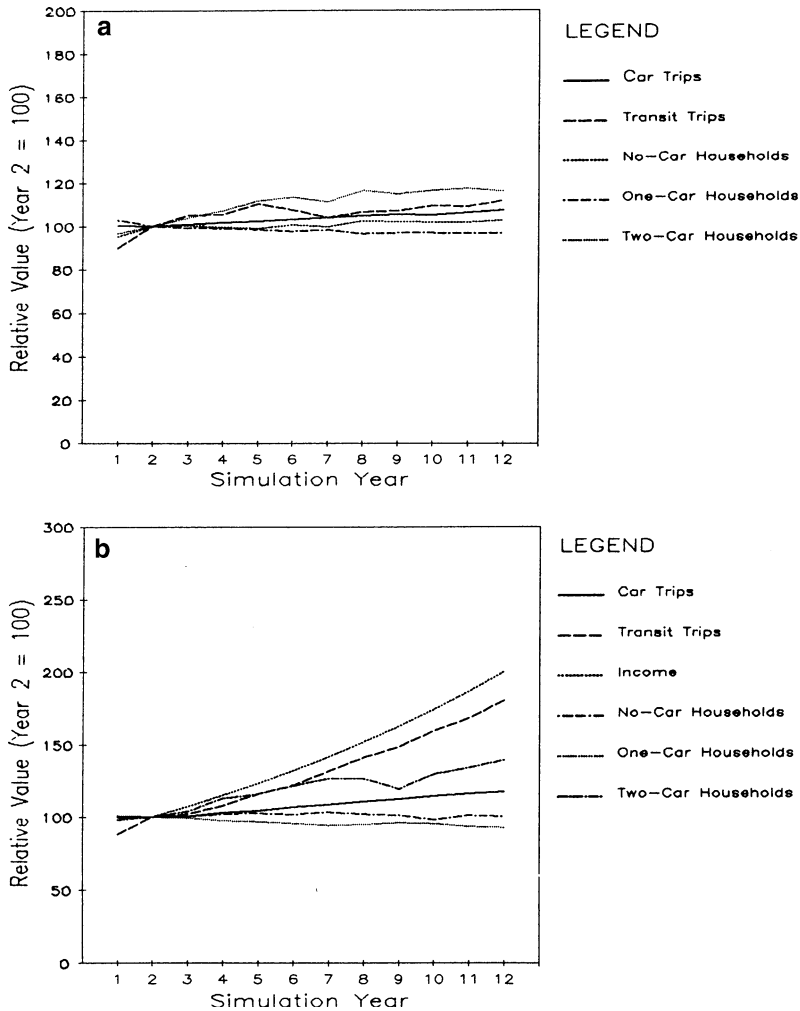 a
200
180
160
140
120
100
80
60
40
20
0
Relative Value (Year 2 = 100)
1 2 3 4 5 6 7 8 9 10 11 12
Simulation Year
LEGEND
Car Trips
Transit Trips
No-Car Households
One-Car Households
Two-Car Households
b
300
250
200
150
100
50
0
Relative Value (Year 2 = 100)
1 2 3 4 5 6 7 8 9 10 11 12
Simulation Year
LEGEND
Car Trips
Transit Trips
Income
No-Car Households
One-Car Households
Two-Car Households